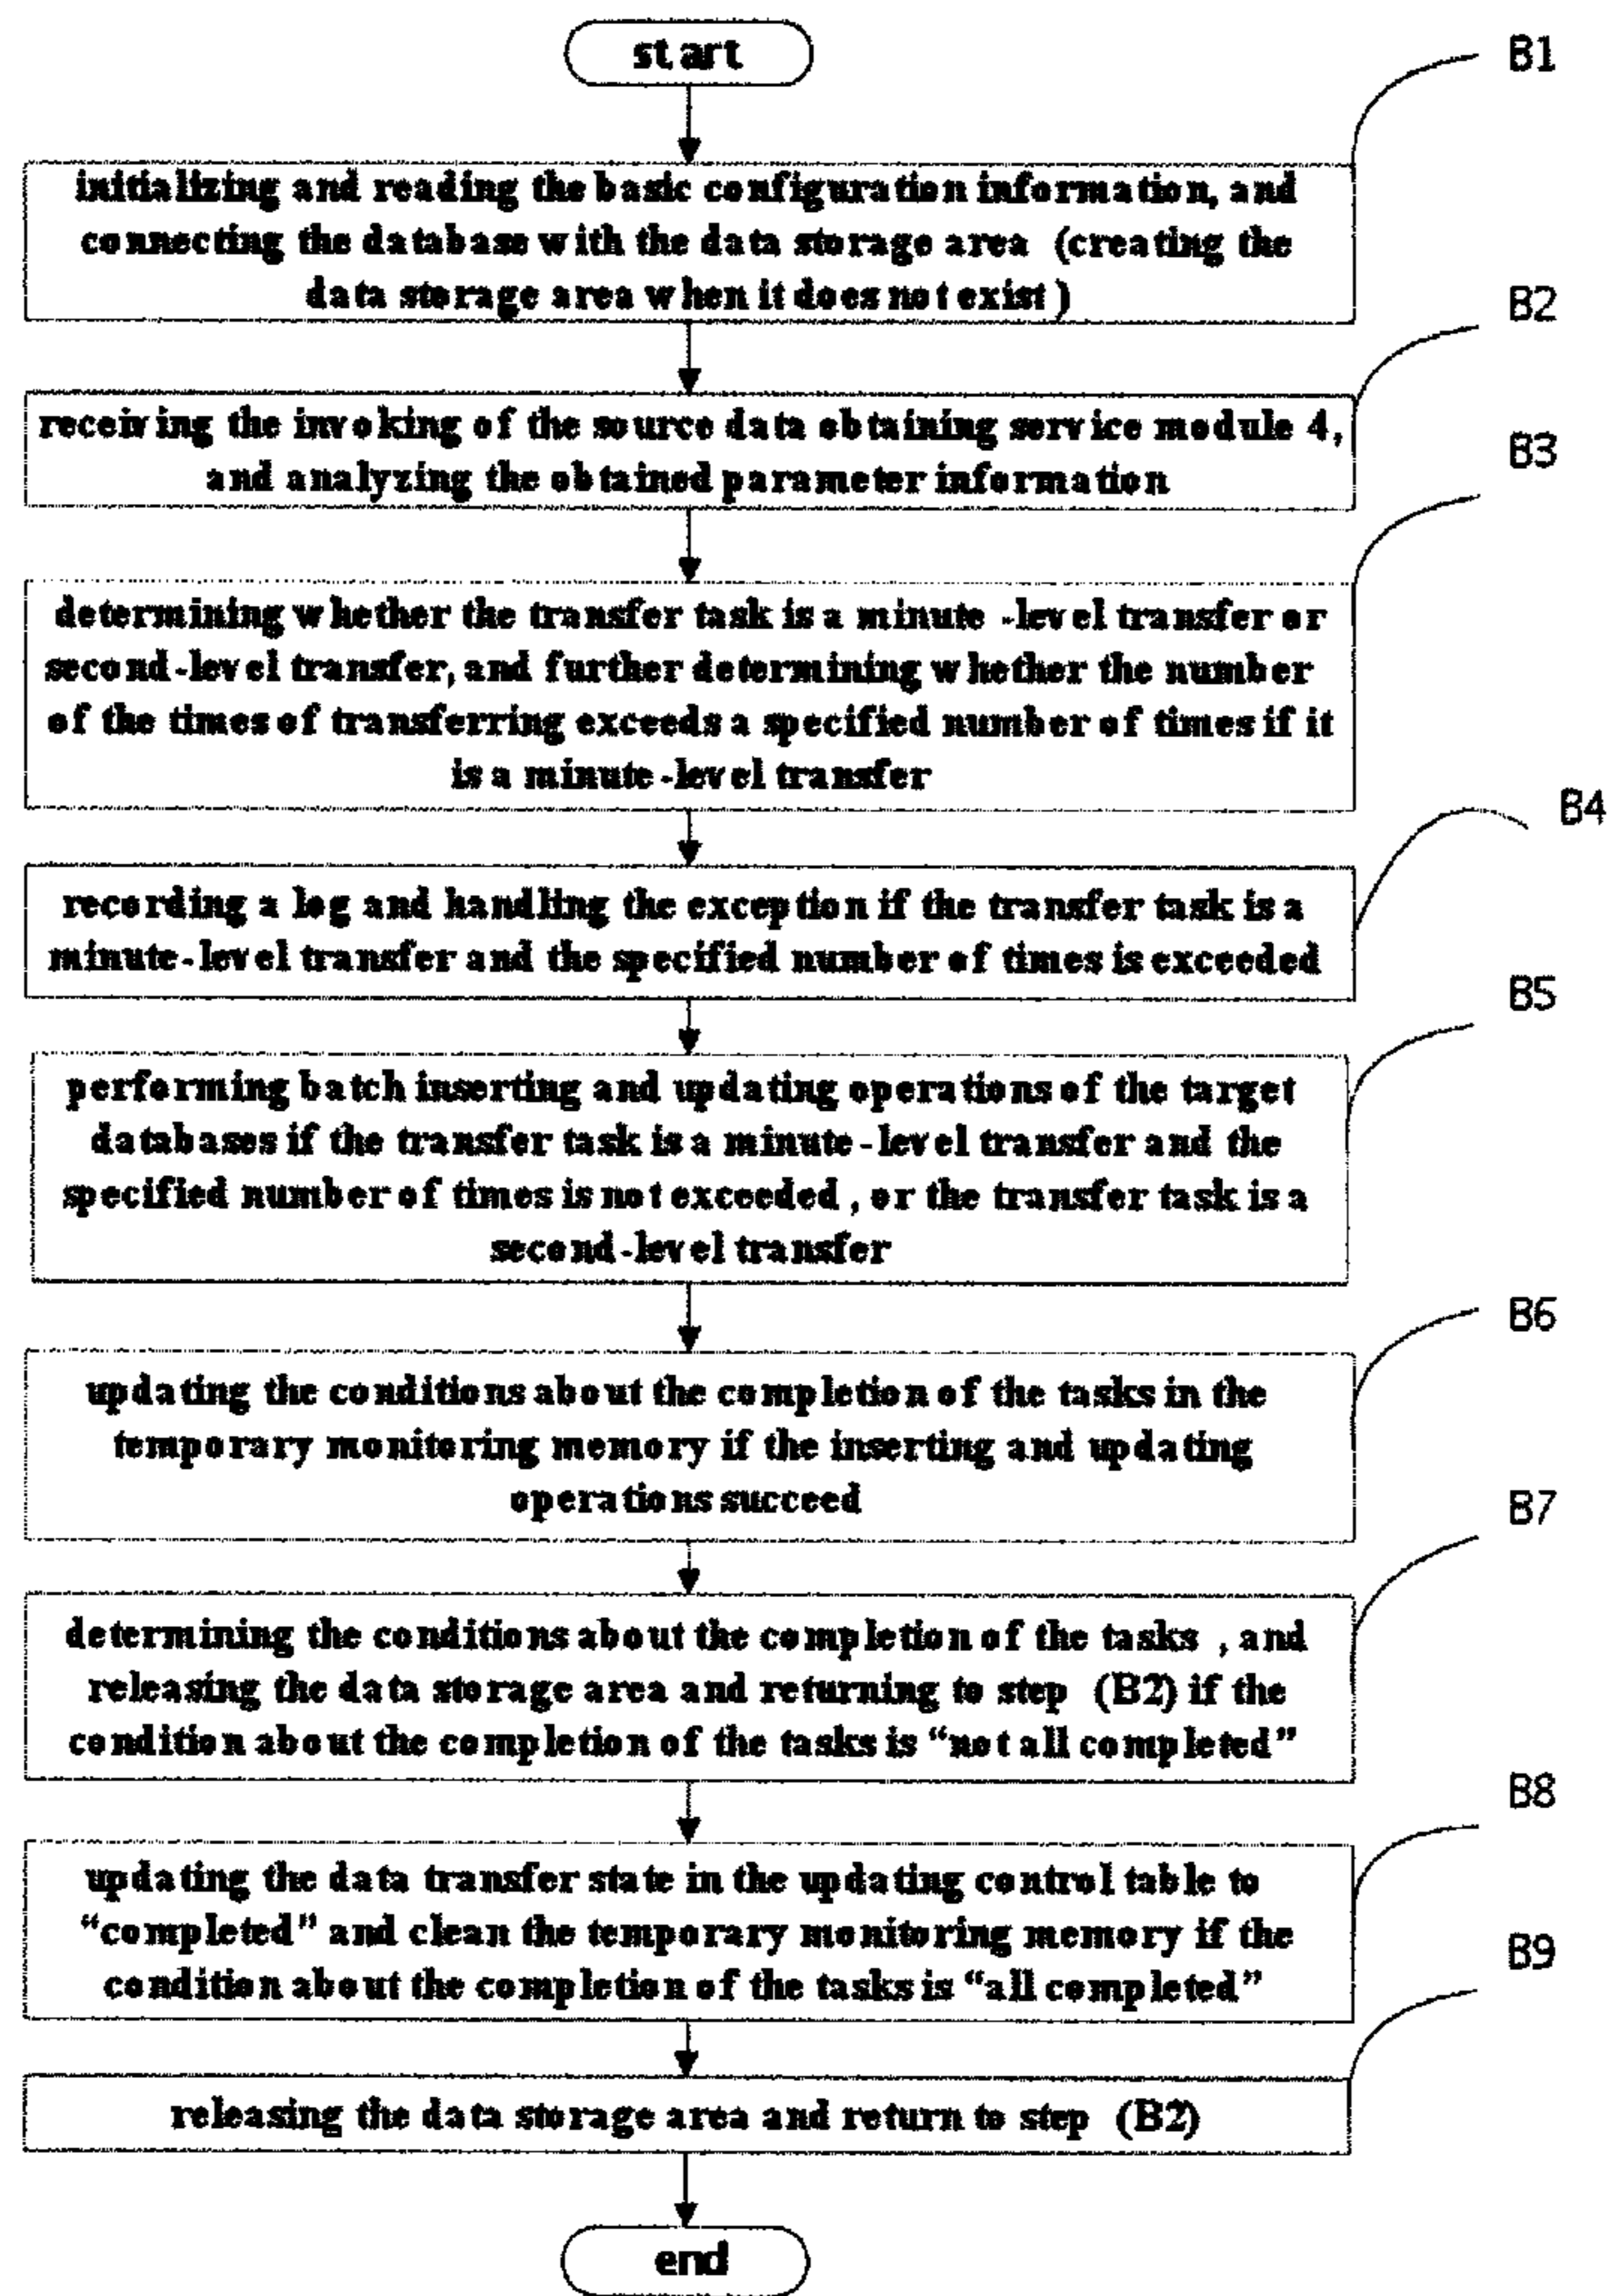 start
B1
initializing and reading the basic configuration information, and
connecting the database with the data storage area (creating the
data storage area when it does not exist)
B2
receiving the invoking of the source data obtaining service module 4,
and analyzing the obtained parameter information
B3
determining whether the transfer task is a minute-level transfer or
second-level transfer, and further determining whether the number
of the times of transferring exceeds a specified number of times if it
is a minute-level transfer
B4
recording a log and handling the exception if the transfer task is a
minute-level transfer and the specified number of times is exceeded
B5
performing batch inserting and updating operations of the target
databases if the transfer task is a minute-level transfer and the
specified number of times is not exceeded, or the transfer task is a
second-level transfer
B6
updating the conditions about the completion of the tasks in the
temporary monitoring memory if the inserting and updating
operations succeed
B7
determining the conditions about the completion of the tasks, and
releasing the data storage area and returning to step (B2) if the
condition about the completion of the tasks is “not all completed”
B8
updating the data transfer state in the updating control table to
“completed” and clean the temporary monitoring memory if the
condition about the completion of the tasks is “all completed”
B9
releasing the data storage area and return to step (B2)
end